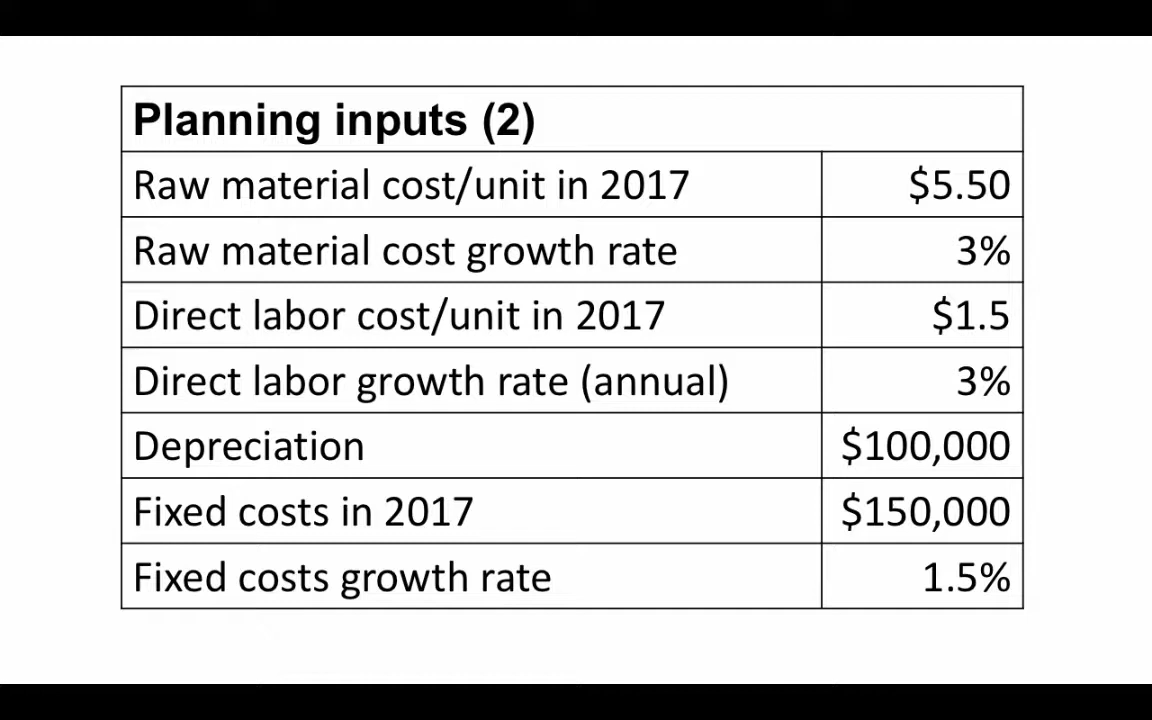 Planning inputs (2)
Raw material cost/unit in 2017 $5.50
Raw material cost growth rate 3%
Direct labor cost/unit in 2017 $1.5
Direct labor growth rate (annual) 3%
Depreciation $100,000
Fixed costs in 2017 $150,000
Fixed costs growth rate 1.5%